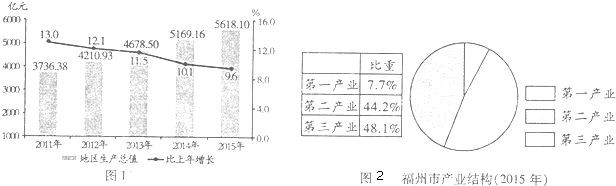 亿元
%
6000
5000
4000
3000
2000
1000
16.0
12.0
8.0
4.0
0.0
13.0
12.1
11.5
10.1
9.6
3736.38
4210.93
4678.50
5169.16
5618.10
2011年 2012年 2013年 2014年 2015年
地区生产总值 比上年增长
图1
比重
第一产业 7.7%
第二产业 44.2%
第三产业 48.1%
第一产业
第二产业
第三产业
图2 福州市产业结构(2015年)